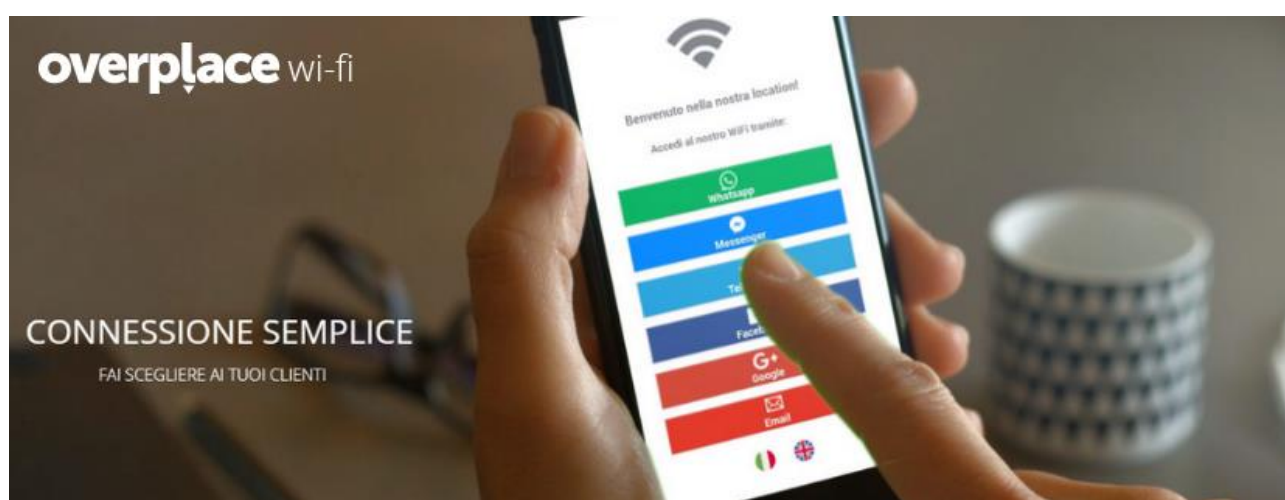 overplace wi-fi
Benvenuto nella nostra location!
Accedi al nostro WiFi tramite:
Whatsapp
Messenger
G+
Google
Email
CONNESSIONE SEMPLICE
FAI SCEGLIERE AI TUOI CLIENTI